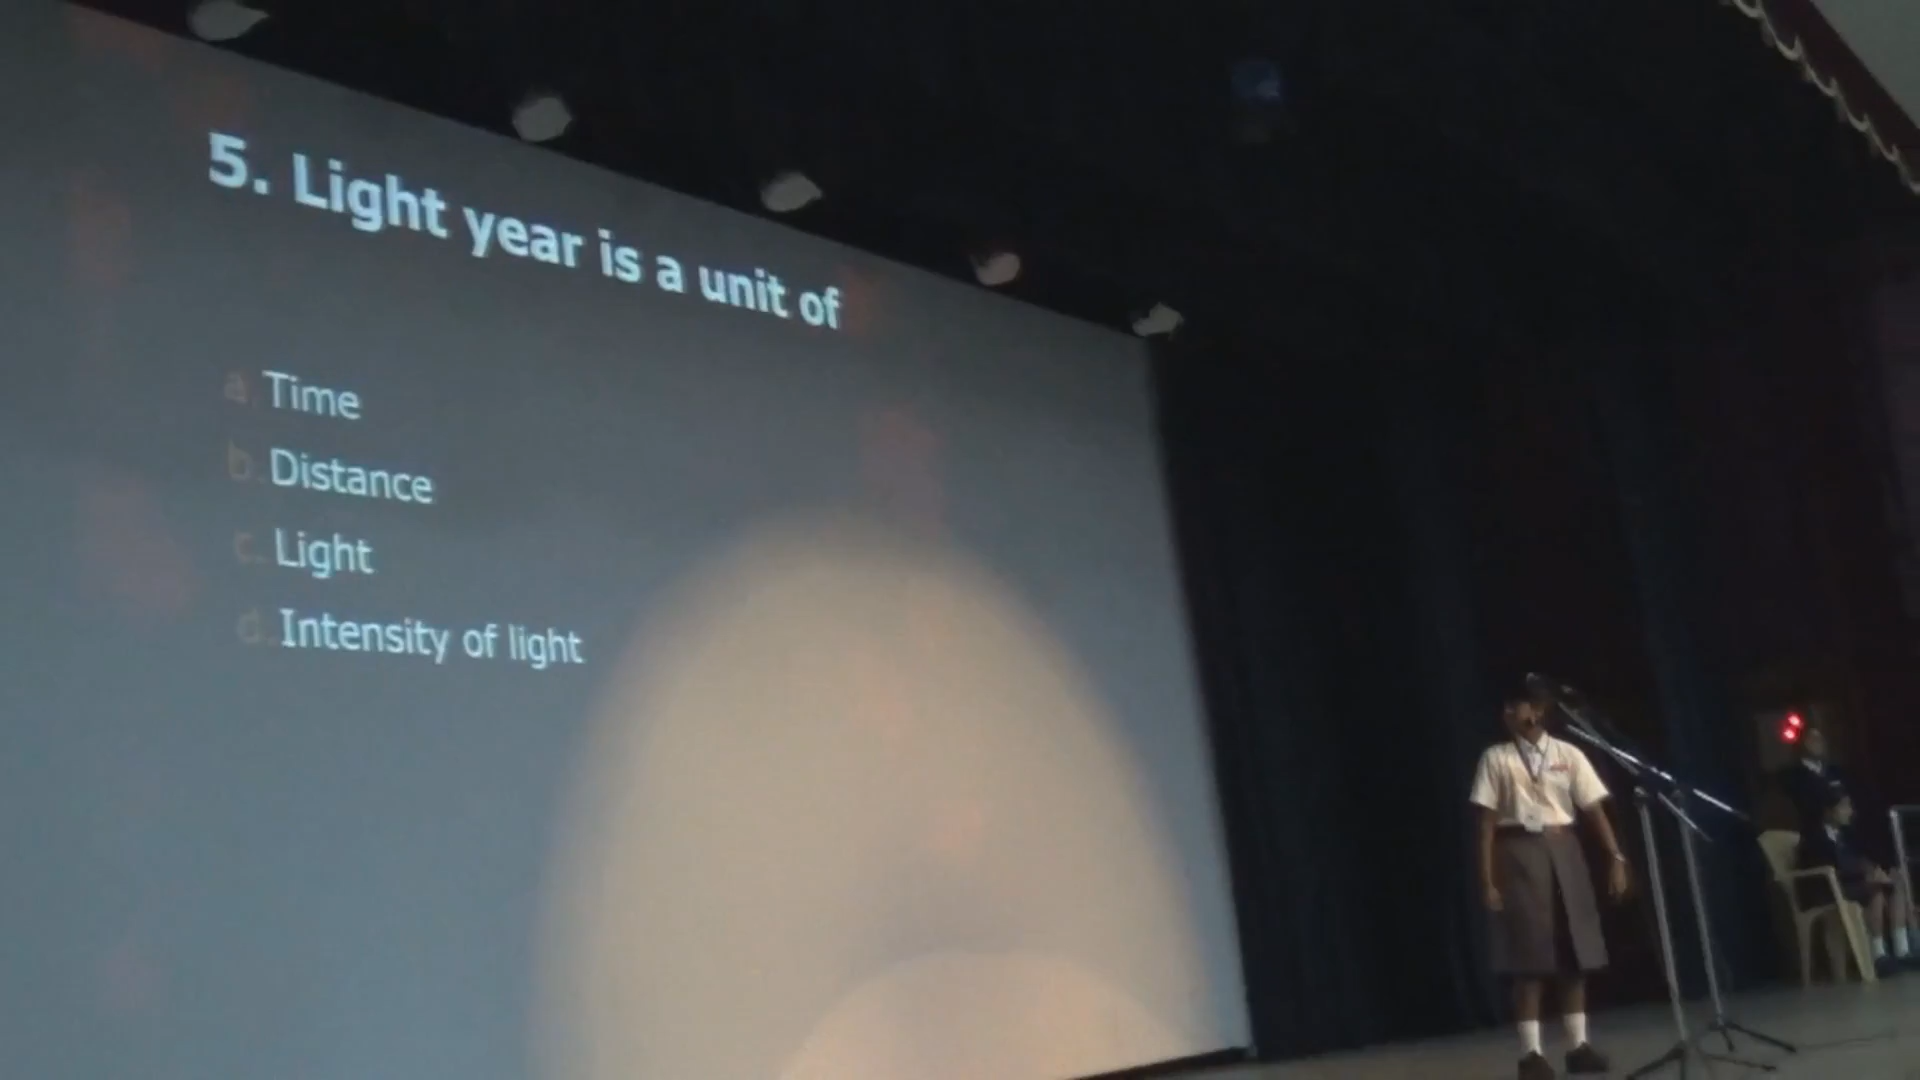 5. Light year is a unit of
a. Time
b. Distance
c. Light
d. Intensity of light